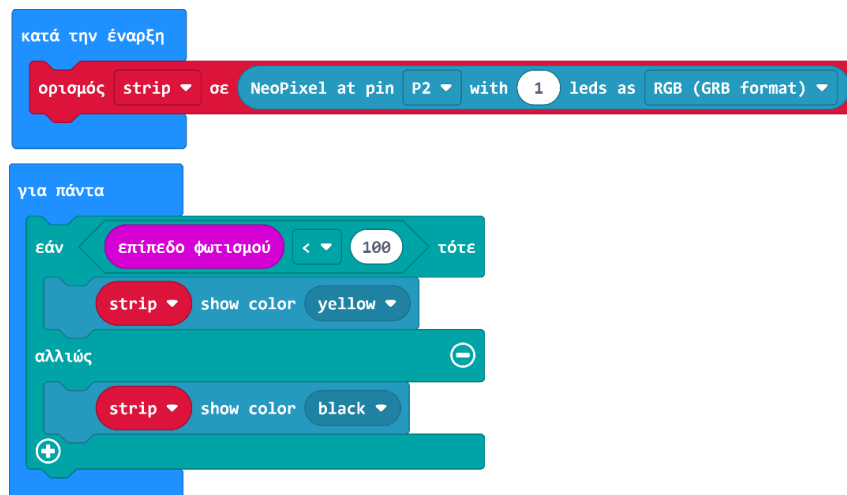 κατά την έναρξη
ορισμός strip σε NeoPixel at pin P2 with 1 leds as RGB (GRB format)
για πάντα
εάν επίπεδο φωτισμού < 100 τότε
strip show color yellow
αλλιώς
strip show color black